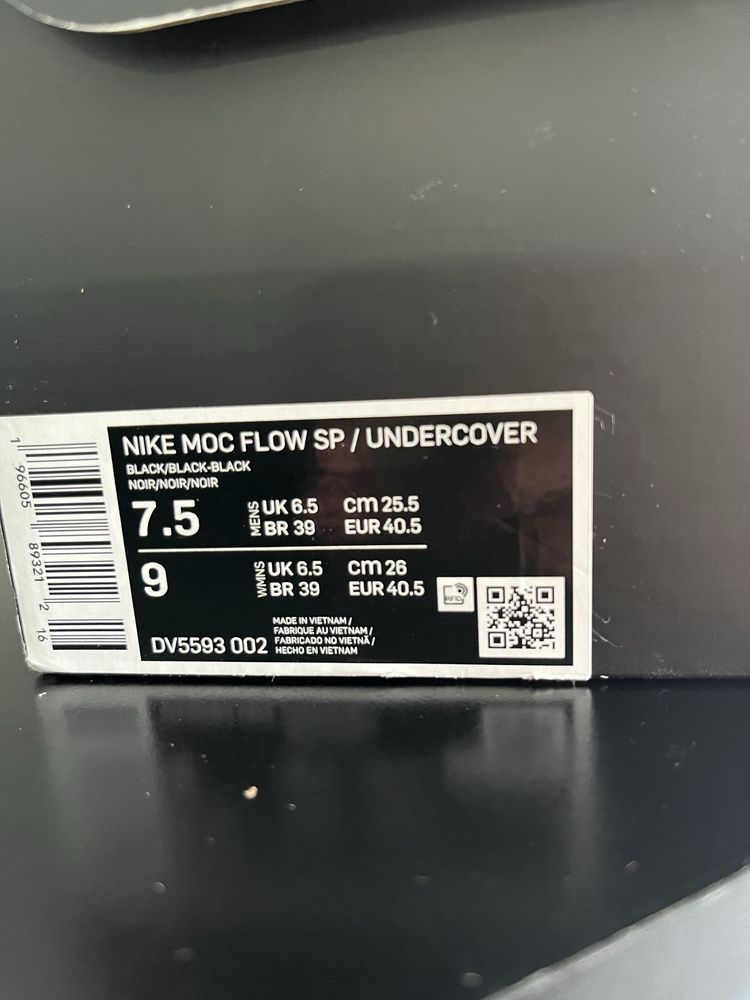 NIKE MOC FLOW SP / UNDERCOVER
BLACK/BLACK-BLACK
NOIR/NOIR/NOIR
7.5 MENS UK 6.5 cm 25.5
BR 39 EUR 40.5
9 WMNS UK 6.5 cm 26
BR 39 EUR 40.5
RFID
MADE IN VIETNAM /
FABRIQUE AU VIETNAM /
FABRICADO NO VIETNÃ /
HECHO EN VIETNAM
DV5593 002
1 96605 89321 2 16